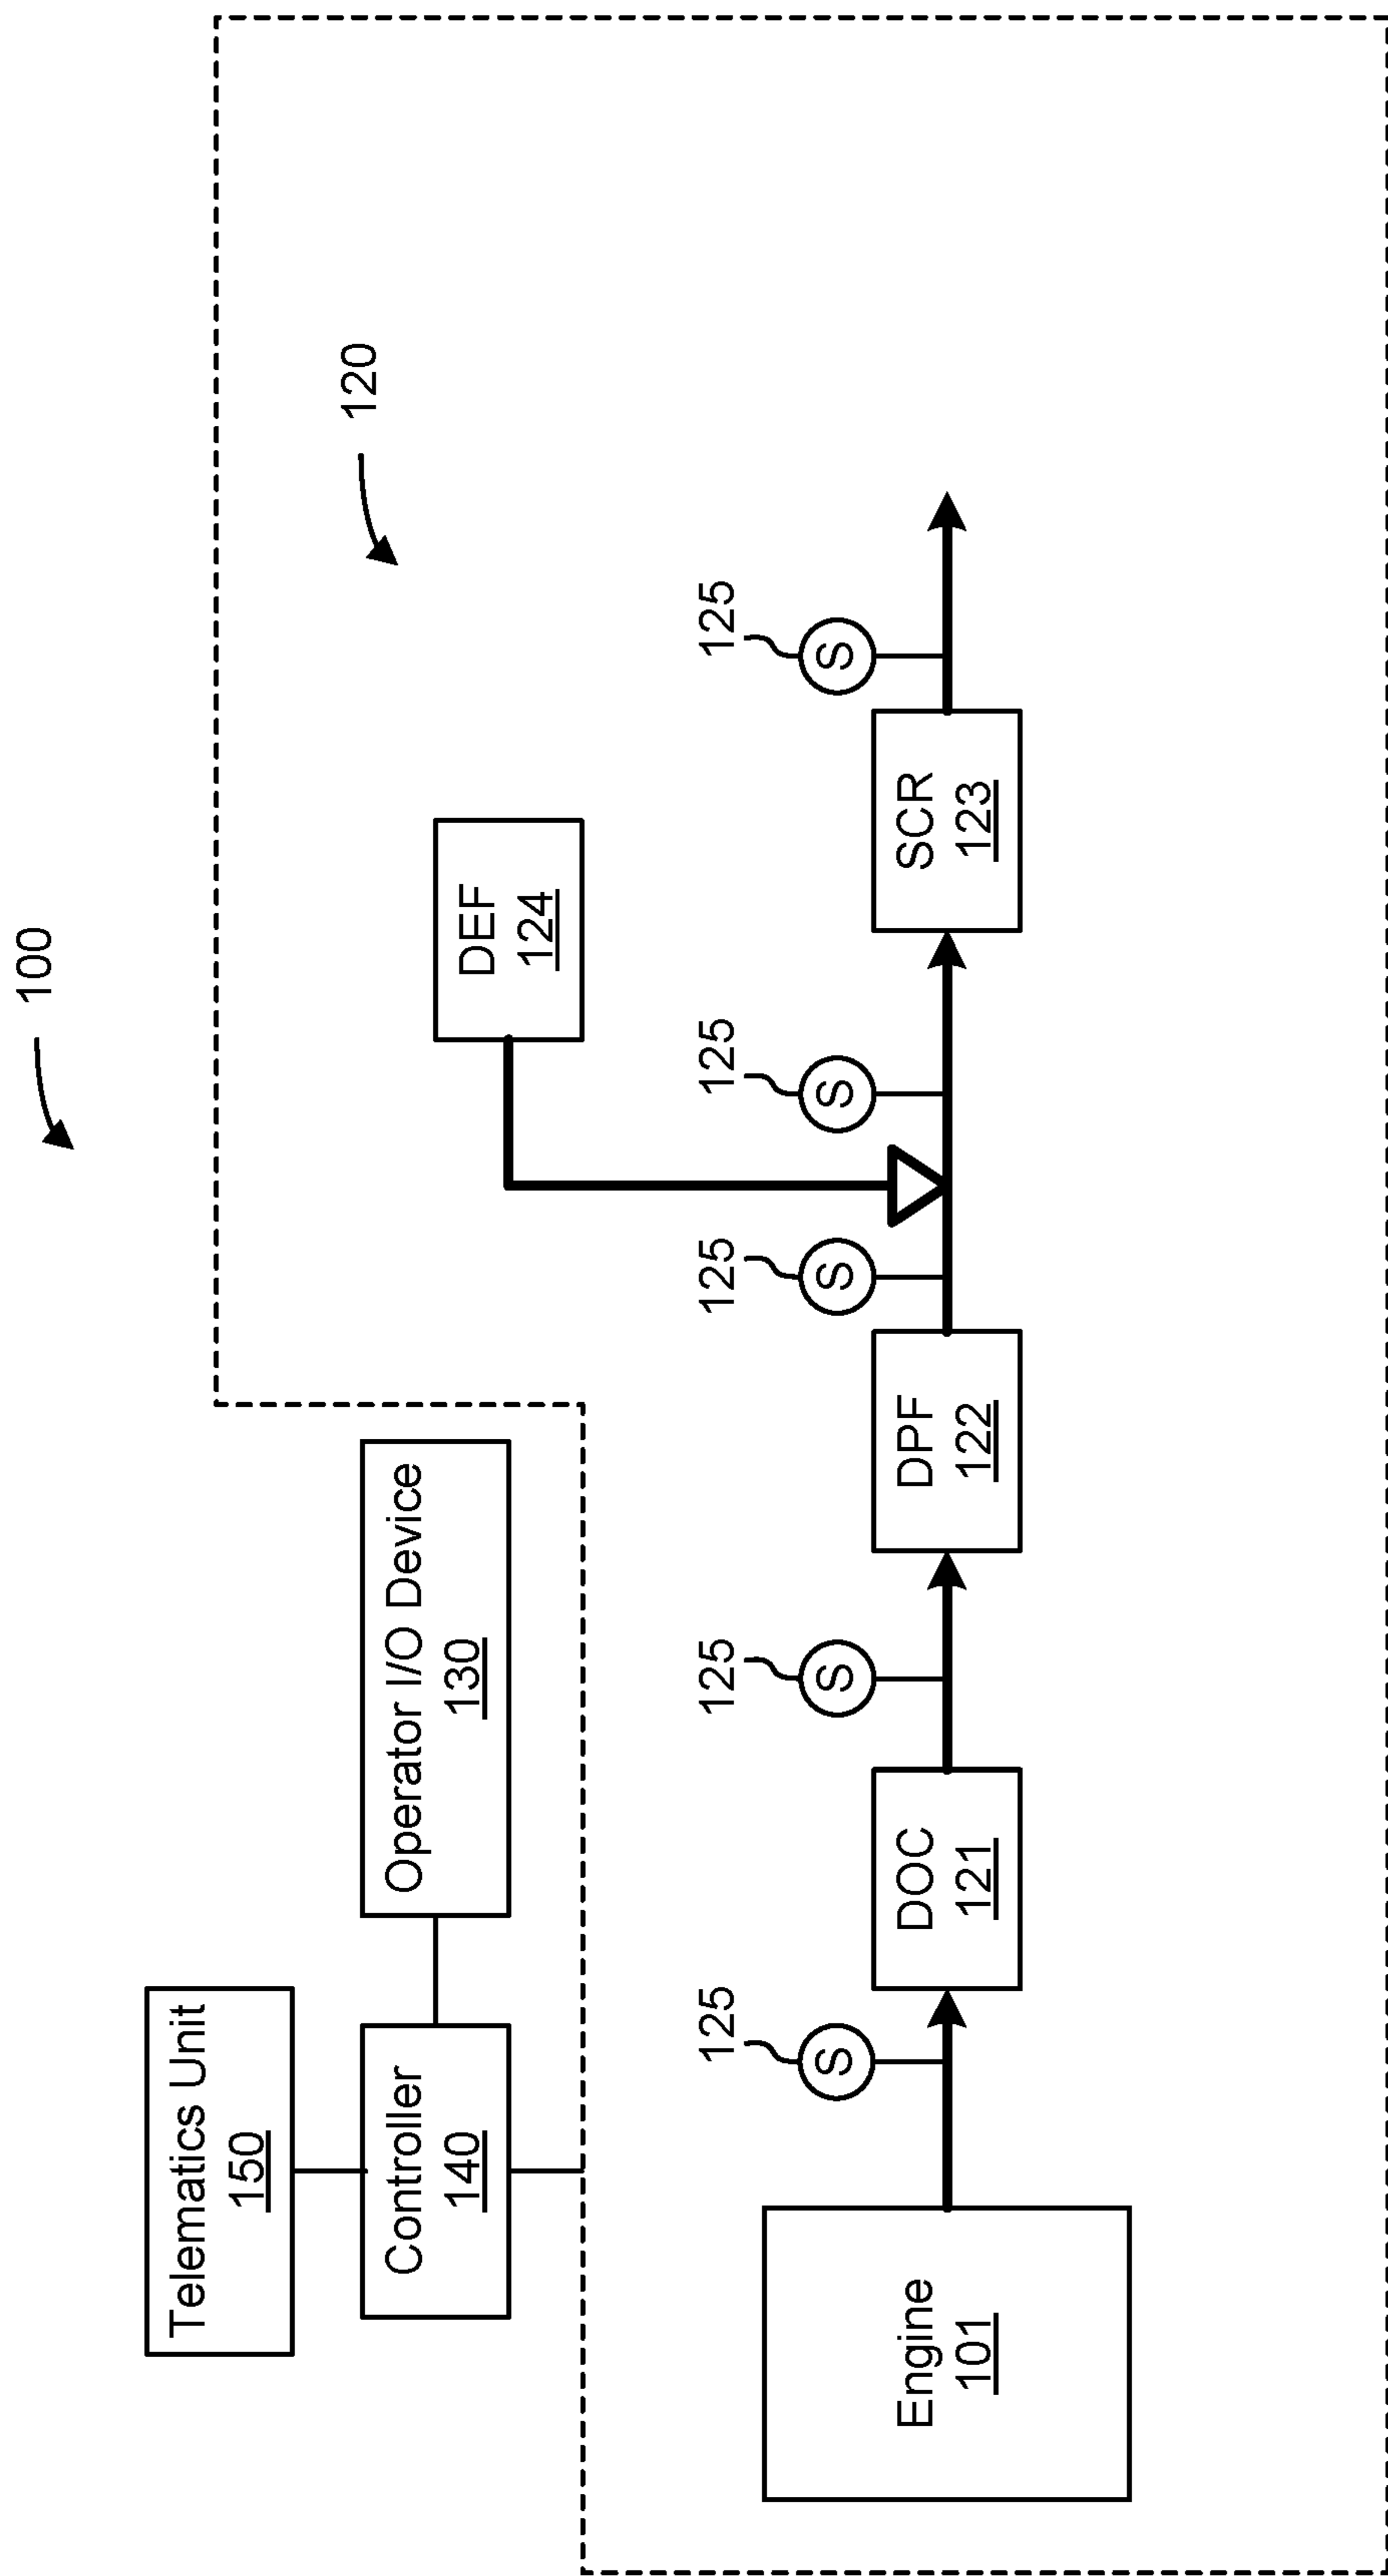 100
Telematics Unit
150
120
Controller
140
Operator I/O Device
130
DEF
124
125
125
125
125
125
S
S
S
S
S
Engine
101
DOC
121
DPF
122
SCR
123